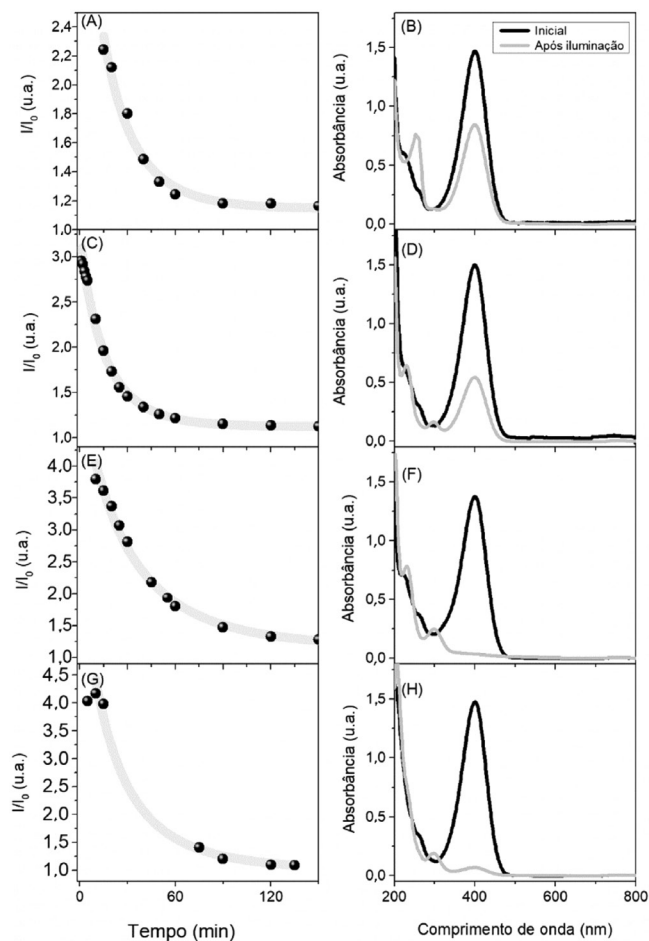 (A)
I/I0 (u.a.)
2,4
2,2
2,0
1,8
1,6
1,4
1,2
1,0
(B)
Inicial
Após iluminação
Absorbância (u.a.)
1,5
1,0
0,5
0,0
(C)
I/I0 (u.a.)
3,0
2,5
2,0
1,5
1,0
(D)
Absorbância (u.a.)
1,5
1,0
0,5
0,0
(E)
I/I0 (u.a.)
4,0
3,5
3,0
2,5
2,0
1,5
1,0
(F)
Absorbância (u.a.)
1,5
1,0
0,5
0,0
(G)
I/I0 (u.a.)
4,5
4,0
3,5
3,0
2,5
2,0
1,5
1,0
0 30 60 90 120
Tempo (min)
(H)
Absorbância (u.a.)
1,5
1,0
0,5
0,0
200 400 600 800
Comprimento de onda (nm)